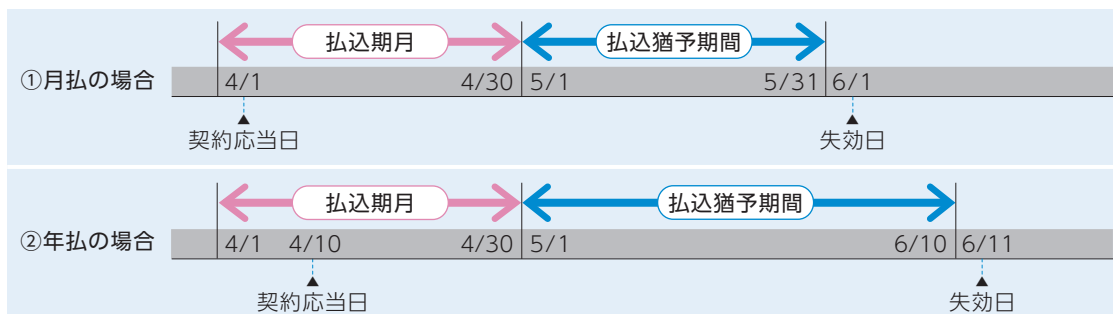 払込期月 払込猶予期間
①月払の場合 4/1 4/30 5/1 5/31 6/1
契約応当日 失効日
払込期月 払込猶予期間
②年払の場合 4/1 4/10 4/30 5/1 6/10 6/11
契約応当日 失効日